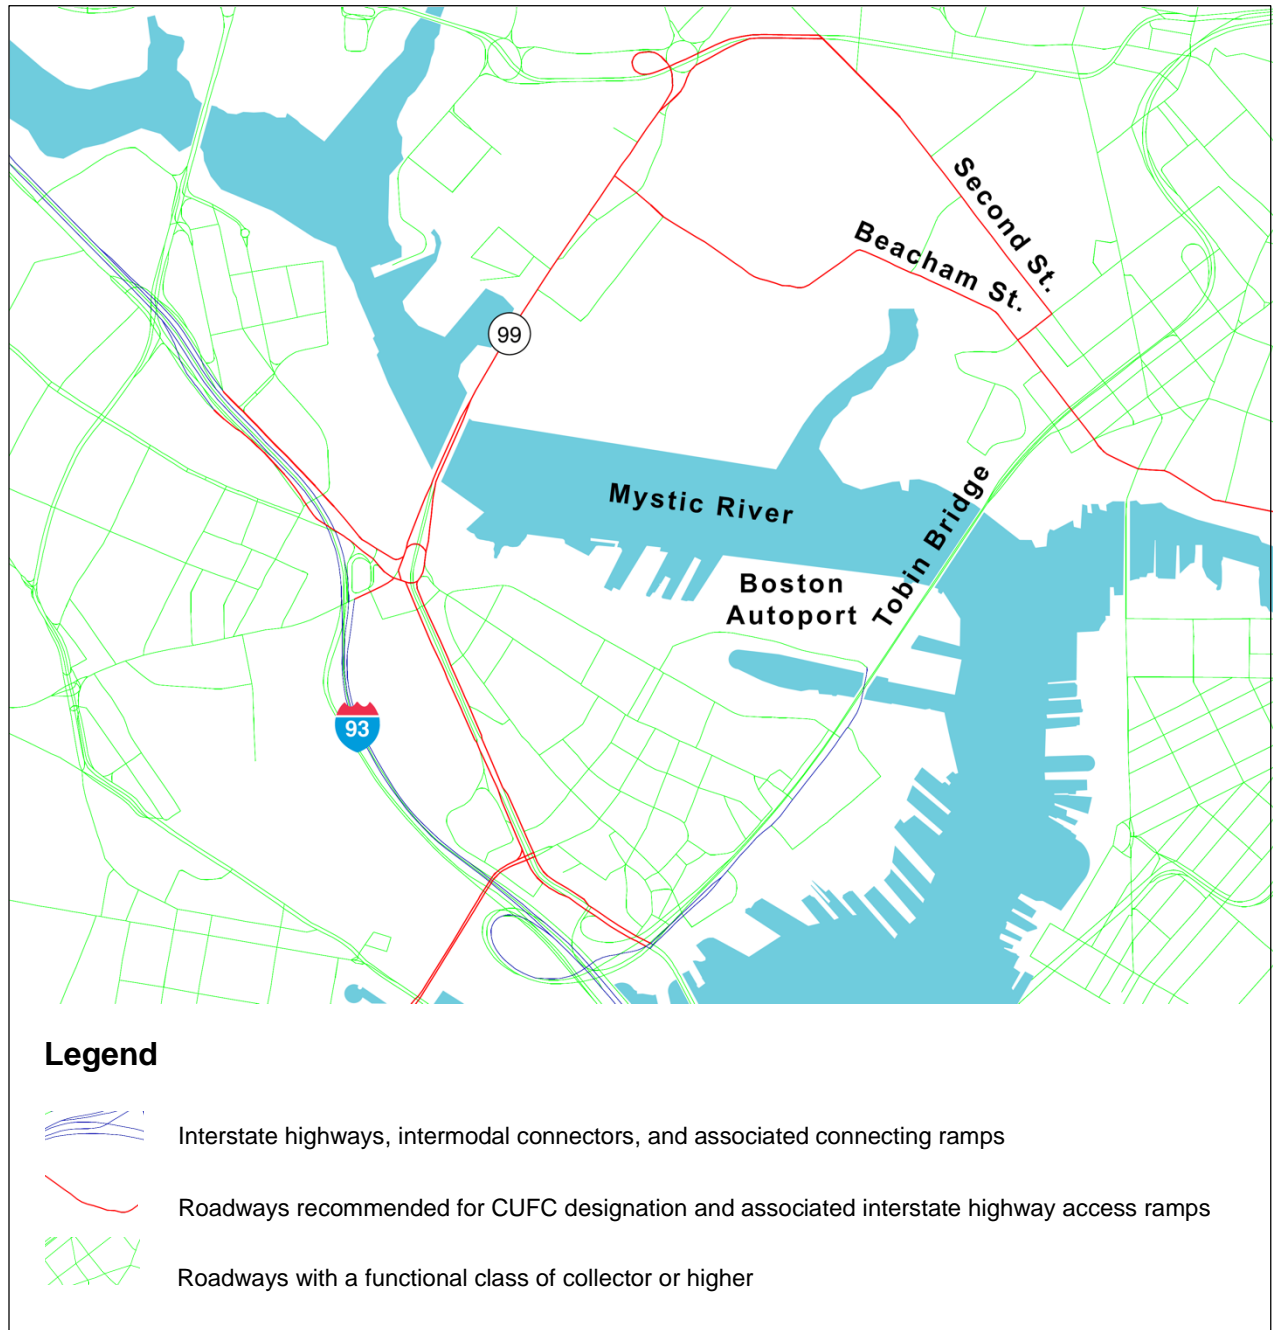 Second St.
Beacham St.
99
Mystic River
Tobin Bridge
Boston
Autoport
93
Legend
Interstate highways, intermodal connectors, and associated connecting ramps
Roadways recommended for CUFC designation and associated interstate highway access ramps
Roadways with a functional class of collector or higher